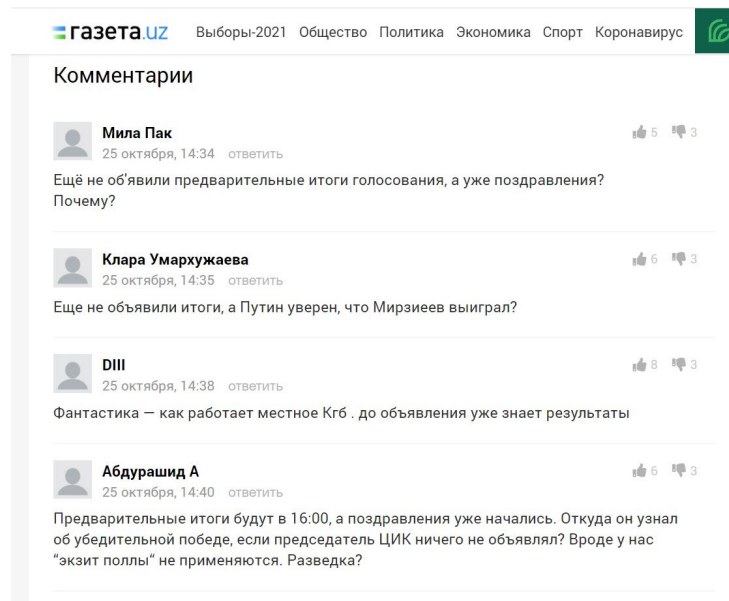 газета.uz Выборы-2021 Общество Политика Экономика Спорт Коронавирус
Комментарии
Мила Пак 5 3
25 октября, 14:34 ответить
Ещё не об'явили предварительные итоги голосования, а уже поздравления?
Почему?
Клара Умархужаева 6 3
25 октября, 14:35 ответить
Еще не объявили итоги, а Путин уверен, что Мирзиеев выиграл?
DIII 8 3
25 октября, 14:38 ответить
Фантастика — как работает местное Кгб . до объявления уже знает результаты
Абдурашид А 6 3
25 октября, 14:40 ответить
Предварительные итоги будут в 16:00, а поздравления уже начались. Откуда он узнал
об убедительной победе, если председатель ЦИК ничего не объявлял? Вроде у нас
“экзит поллы“ не применяются. Разведка?